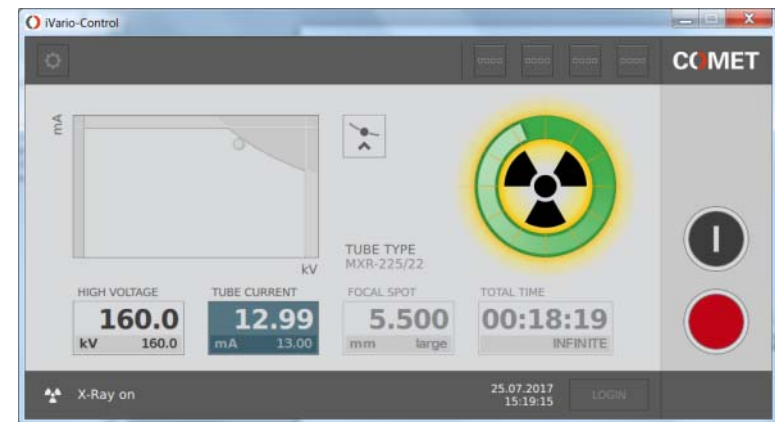 iVario-Control
COMET
mA
kV
TUBE TYPE
MXR-225/22
HIGH VOLTAGE
160.0
kV 160.0
TUBE CURRENT
12.99
mA 13.00
FOCAL SPOT
5.500
mm large
TOTAL TIME
00:18:19
INFINITE
X-Ray on
25.07.2017
15:19:15
LOGIN